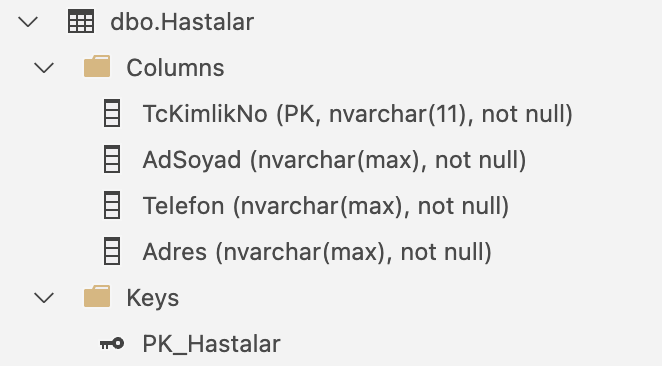 dbo.Hastalar
Columns
TcKimlikNo (PK, nvarchar(11), not null)
AdSoyad (nvarchar(max), not null)
Telefon (nvarchar(max), not null)
Adres (nvarchar(max), not null)
Keys
PK_Hastalar